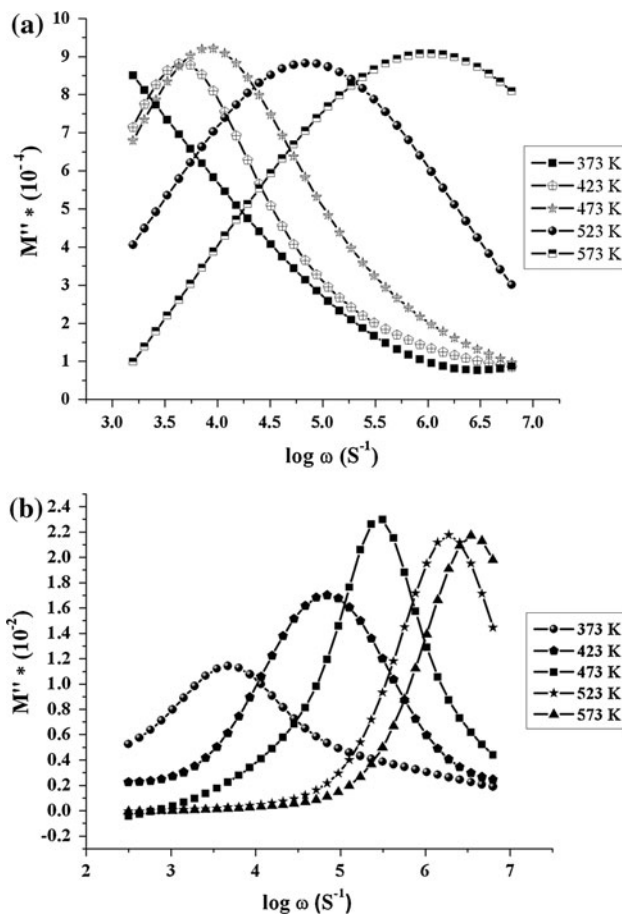 (a)
10
9
8
7
6
5
4
3
2
1
0
M'' * (10⁻⁴)
3.0 3.5 4.0 4.5 5.0 5.5 6.0 6.5 7.0
log ω (S⁻¹)
373 K
423 K
473 K
523 K
573 K
(b)
2.4
2.2
2.0
1.8
1.6
1.4
1.2
1.0
0.8
0.6
0.4
0.2
0.0
-0.2
M'' * (10⁻²)
2 3 4 5 6 7
log ω (S⁻¹)
373 K
423 K
473 K
523 K
573 K